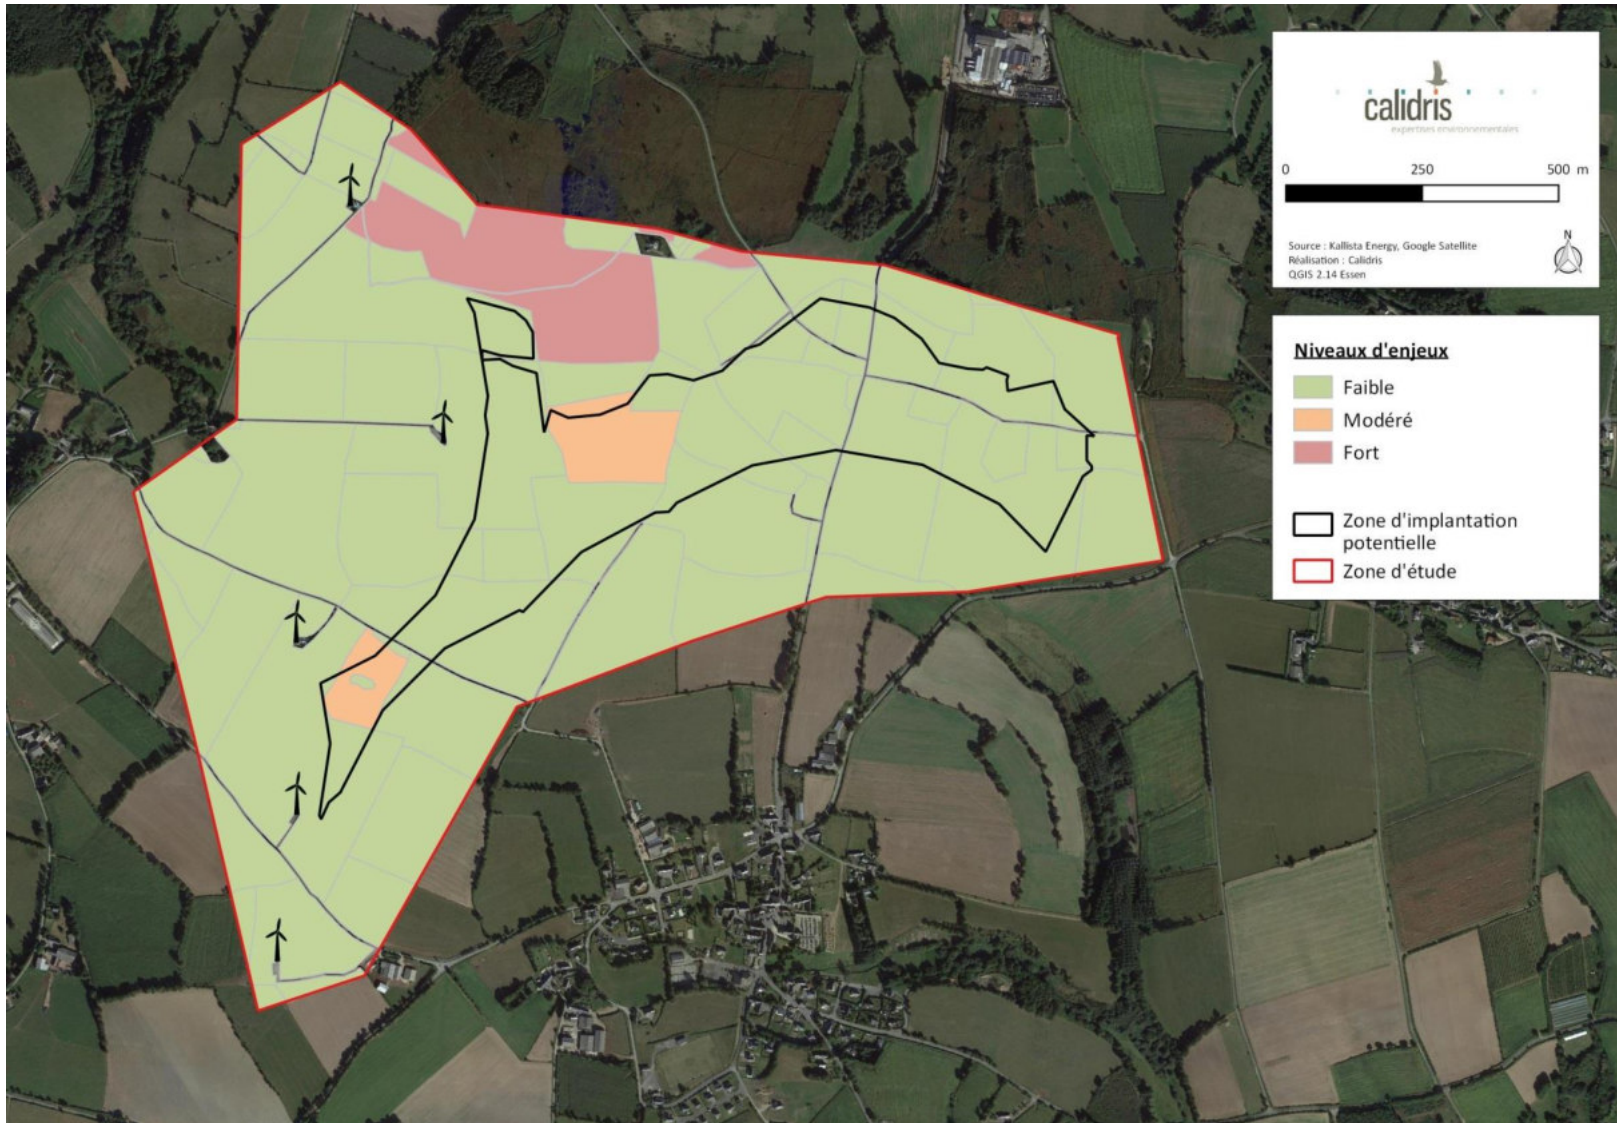 calidris
expertises environnementales
0 250 500 m
Source : Kallista Energy, Google Satellite
Réalisation : Calidris
QGIS 2.14 Essen
N
Niveaux d'enjeux
Faible
Modéré
Fort
Zone d'implantation
potentielle
Zone d'étude